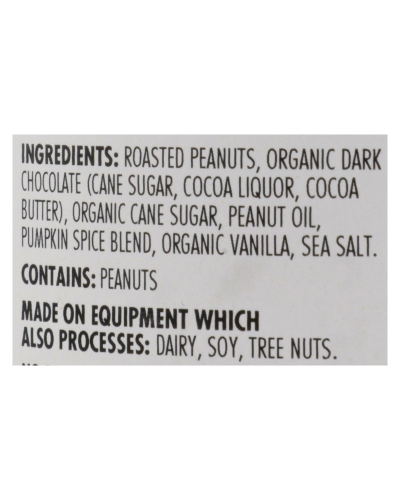 INGREDIENTS: ROASTED PEANUTS, ORGANIC DARK
CHOCOLATE (CANE SUGAR, COCOA LIQUOR, COCOA
BUTTER), ORGANIC CANE SUGAR, PEANUT OIL,
PUMPKIN SPICE BLEND, ORGANIC VANILLA, SEA SALT.
CONTAINS: PEANUTS
MADE ON EQUIPMENT WHICH
ALSO PROCESSES: DAIRY, SOY, TREE NUTS.